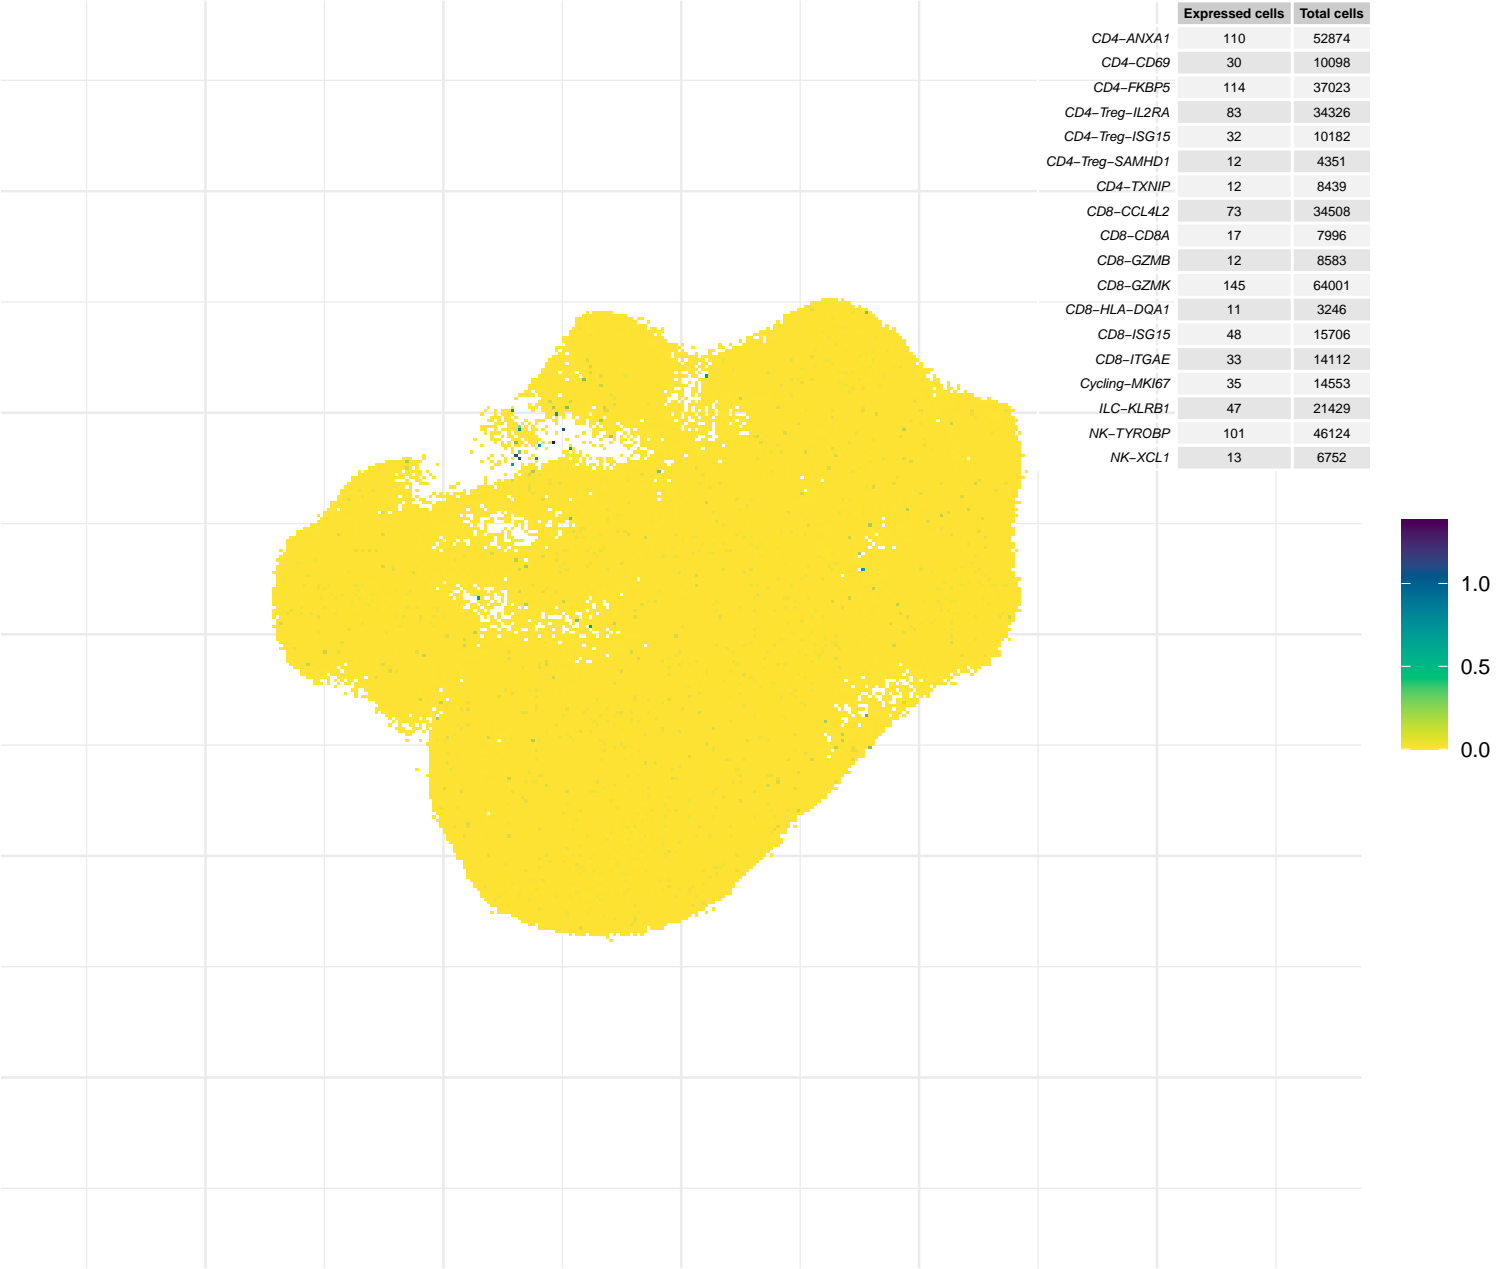 Expressed cells Total cells
CD4−ANXA1 110 52874
CD4−CD69 30 10098
CD4−FKBP5 114 37023
CD4−Treg−IL2RA 83 34326
CD4−Treg−ISG15 32 10182
CD4−Treg−SAMHD1 12 4351
CD4−TXNIP 12 8439
CD8−CCL4L2 73 34508
CD8−CD8A 17 7996
CD8−GZMB 12 8583
CD8−GZMK 145 64001
CD8−HLA−DQA1 11 3246
CD8−ISG15 48 15706
CD8−ITGAE 33 14112
Cycling−MKI67 35 14553
ILC−KLRB1 47 21429
NK−TYROBP 101 46124
NK−XCL1 13 6752
1.0
0.5
0.0